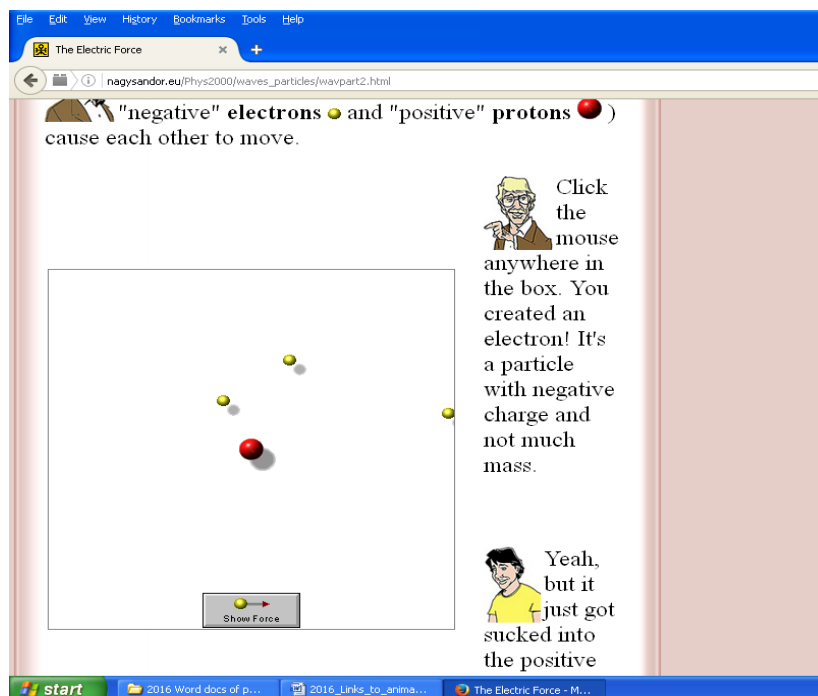 File Edit View History Bookmarks Tools Help
The Electric Force
nagysandor.eu/Phys2000/waves_particles/wavpart2.html
"negative" electrons and "positive" protons )
cause each other to move.
Click
the
mouse
anywhere in
the box. You
created an
electron! It's
a particle
with negative
charge and
not much
mass.
Show Force
Yeah,
but it
just got
sucked into
the positive
start
2016 Word docs of p...
2016_Links_to_anima...
The Electric Force - M...